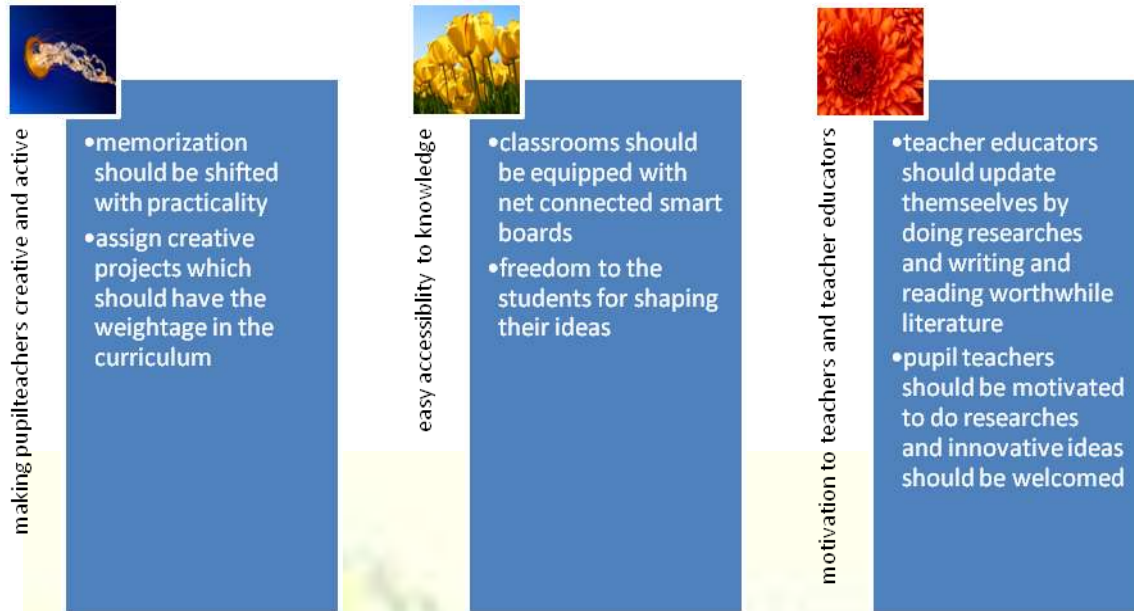 making pupilteachers creative and active
•memorization
should be shifted
with practicality
•assign creative
projects which
should have the
weightage in the
curriculum
easy accessiblity to knowledge
•classrooms should
be equipped with
net connected smart
boards
•freedom to the
students for shaping
their ideas
motivation to teachers and teacher educators
•teacher educators
should update
themseelves by
doing researches
and writing and
reading worthwhile
literature
•pupil teachers
should be motivated
to do researches
and innovative ideas
should be welcomed